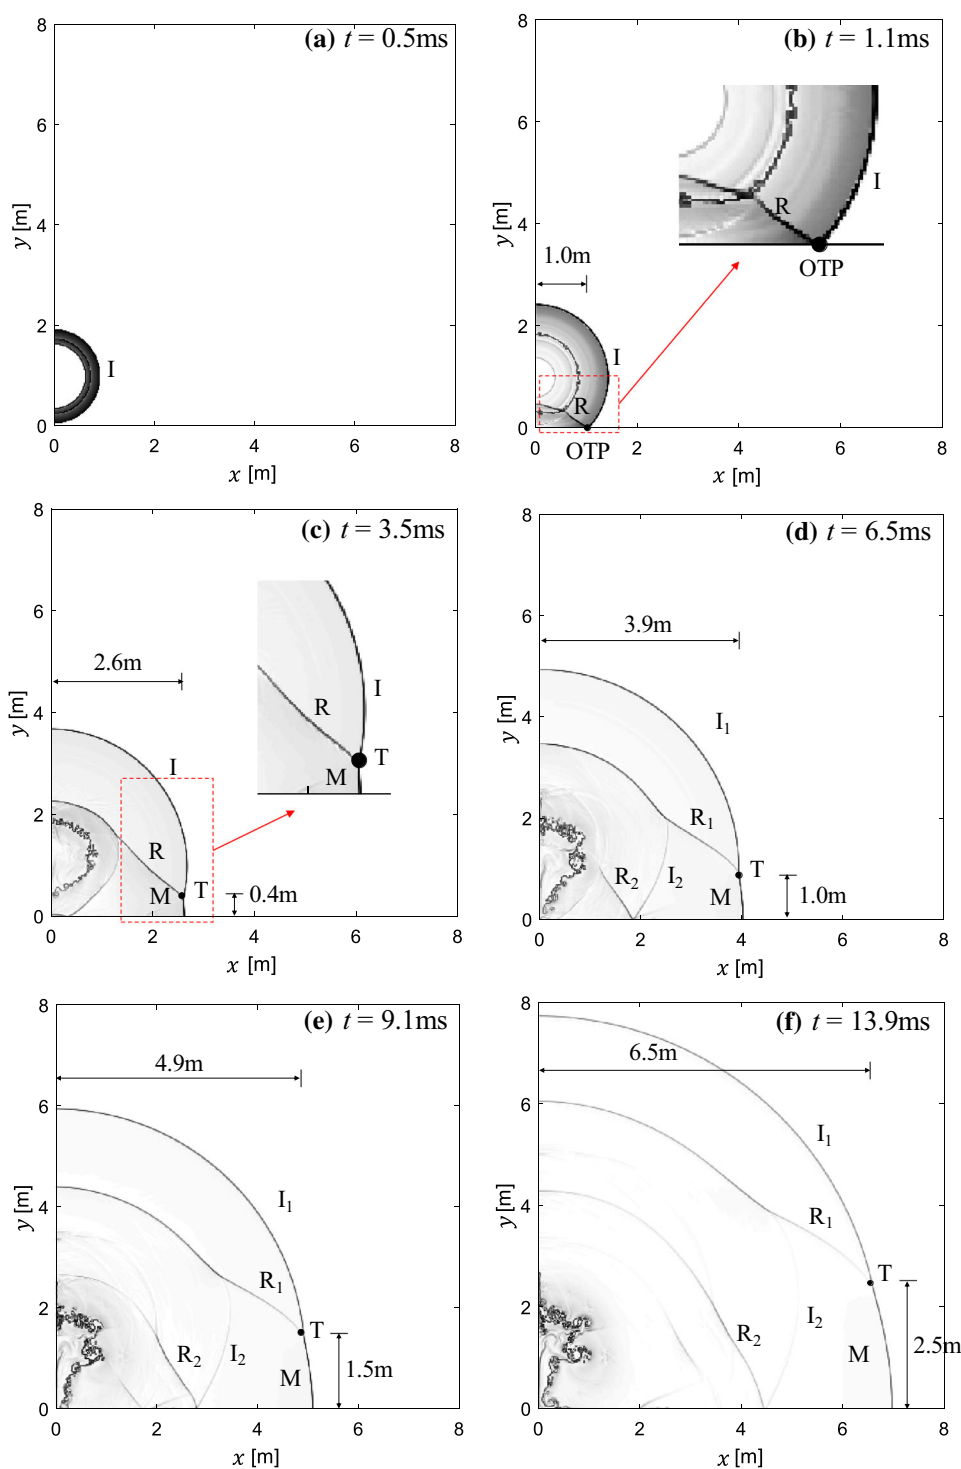 (a) t = 0.5ms
8
6
4
2
0
y [m]
I
0 2 4 6 8
x [m]
(b) t = 1.1ms
8
6
4
2
0
y [m]
I
R
OTP
1.0m
I
R
OTP
0 2 4 6 8
x [m]
(c) t = 3.5ms
8
6
4
2
0
y [m]
2.6m
I
R
T
M
I
R
M T
0.4m
0 2 4 6 8
x [m]
(d) t = 6.5ms
8
6
4
2
0
y [m]
3.9m
I1
R1
T
R2 I2 M
1.0m
0 2 4 6 8
x [m]
(e) t = 9.1ms
8
6
4
2
0
y [m]
4.9m
I1
R1
T
R2 I2
M 1.5m
0 2 4 6 8
x [m]
(f) t = 13.9ms
8
6
4
2
0
y [m]
6.5m
I1
R1
T
I2
R2 M 2.5m
0 2 4 6 8
x [m]